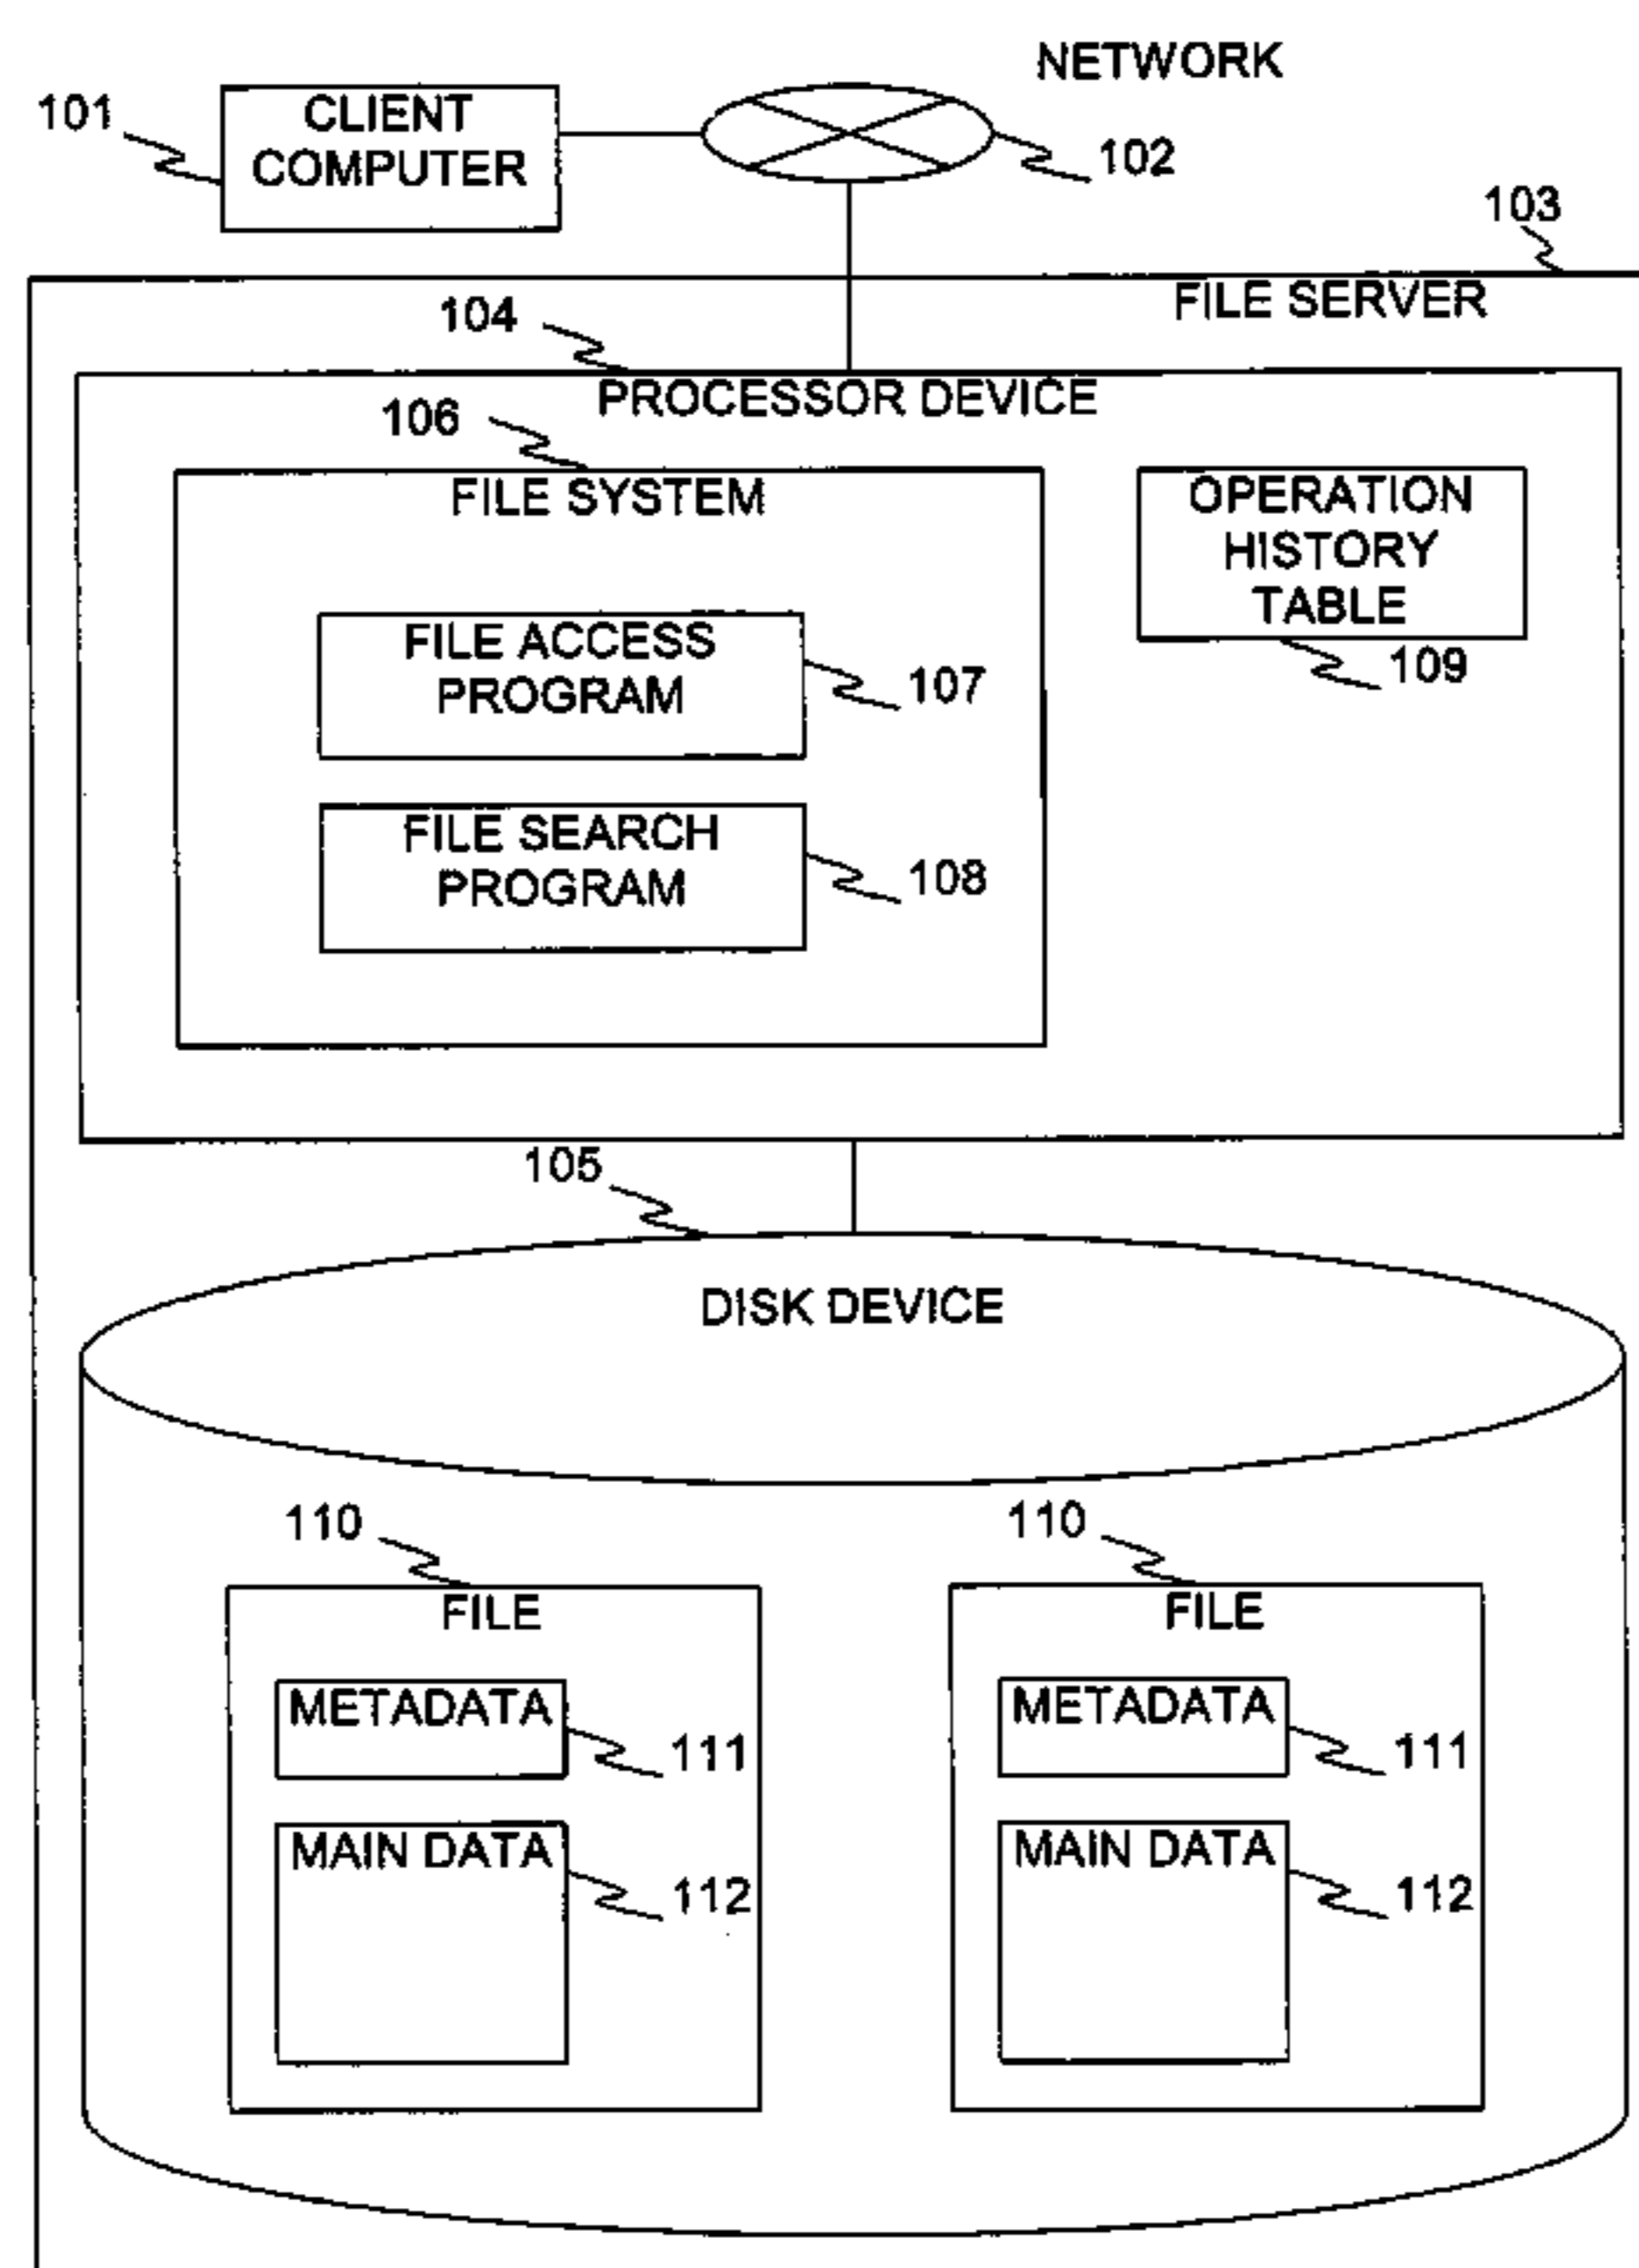 NETWORK
101
CLIENT
COMPUTER
102
103
FILE SERVER
104
PROCESSOR DEVICE
106
FILE SYSTEM
OPERATION
HISTORY
TABLE
109
FILE ACCESS
PROGRAM
107
FILE SEARCH
PROGRAM
108
105
DISK DEVICE
110
FILE
METADATA
111
MAIN DATA
112
110
FILE
METADATA
111
MAIN DATA
112